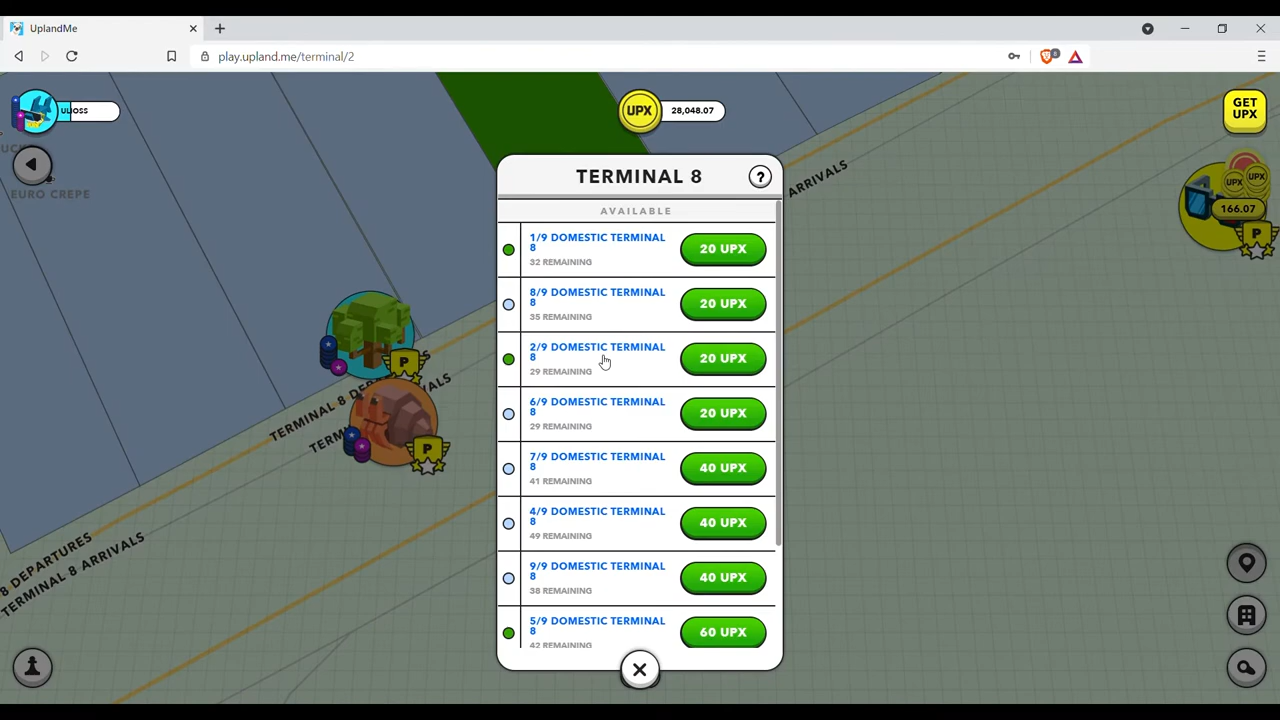 UplandMe
play.upland.me/terminal/2
8
UPX
28,048.07
GET
UPX
EURO CREPE
UPX
UPX
166.07
P
ARRIVALS
TERMINAL 8
?
AVAILABLE
1/9 DOMESTIC TERMINAL
8
32 REMAINING
20 UPX
8/9 DOMESTIC TERMINAL
8
35 REMAINING
20 UPX
2/9 DOMESTIC TERMINAL
8
29 REMAINING
20 UPX
6/9 DOMESTIC TERMINAL
8
29 REMAINING
20 UPX
7/9 DOMESTIC TERMINAL
8
41 REMAINING
40 UPX
4/9 DOMESTIC TERMINAL
8
49 REMAINING
40 UPX
9/9 DOMESTIC TERMINAL
8
38 REMAINING
40 UPX
5/9 DOMESTIC TERMINAL
8
42 REMAINING
60 UPX
P
P
TERMINAL 8
8 DEPARTURES
TERMINAL 8 ARRIVALS